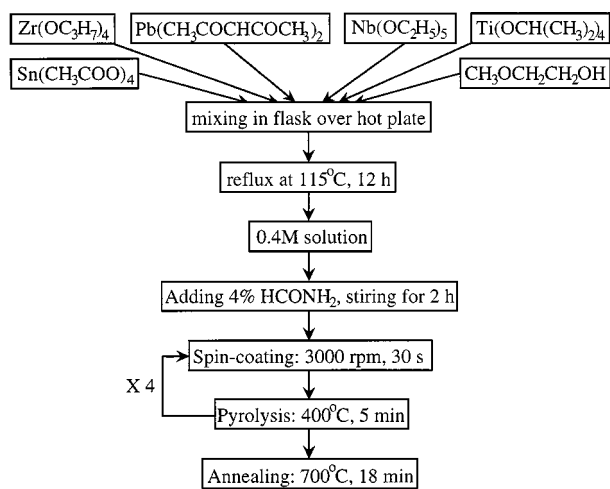 Zr(OC3H7)4
Pb(CH3COCHCOCH3)2
Nb(OC2H5)5
Ti(OCH(CH3)2)4
Sn(CH3COO)4
CH3OCH2CH2OH
mixing in flask over hot plate
reflux at 115°C, 12 h
0.4M solution
Adding 4% HCONH2, stiring for 2 h
Spin-coating: 3000 rpm, 30 s
X 4
Pyrolysis: 400°C, 5 min
Annealing: 700°C, 18 min